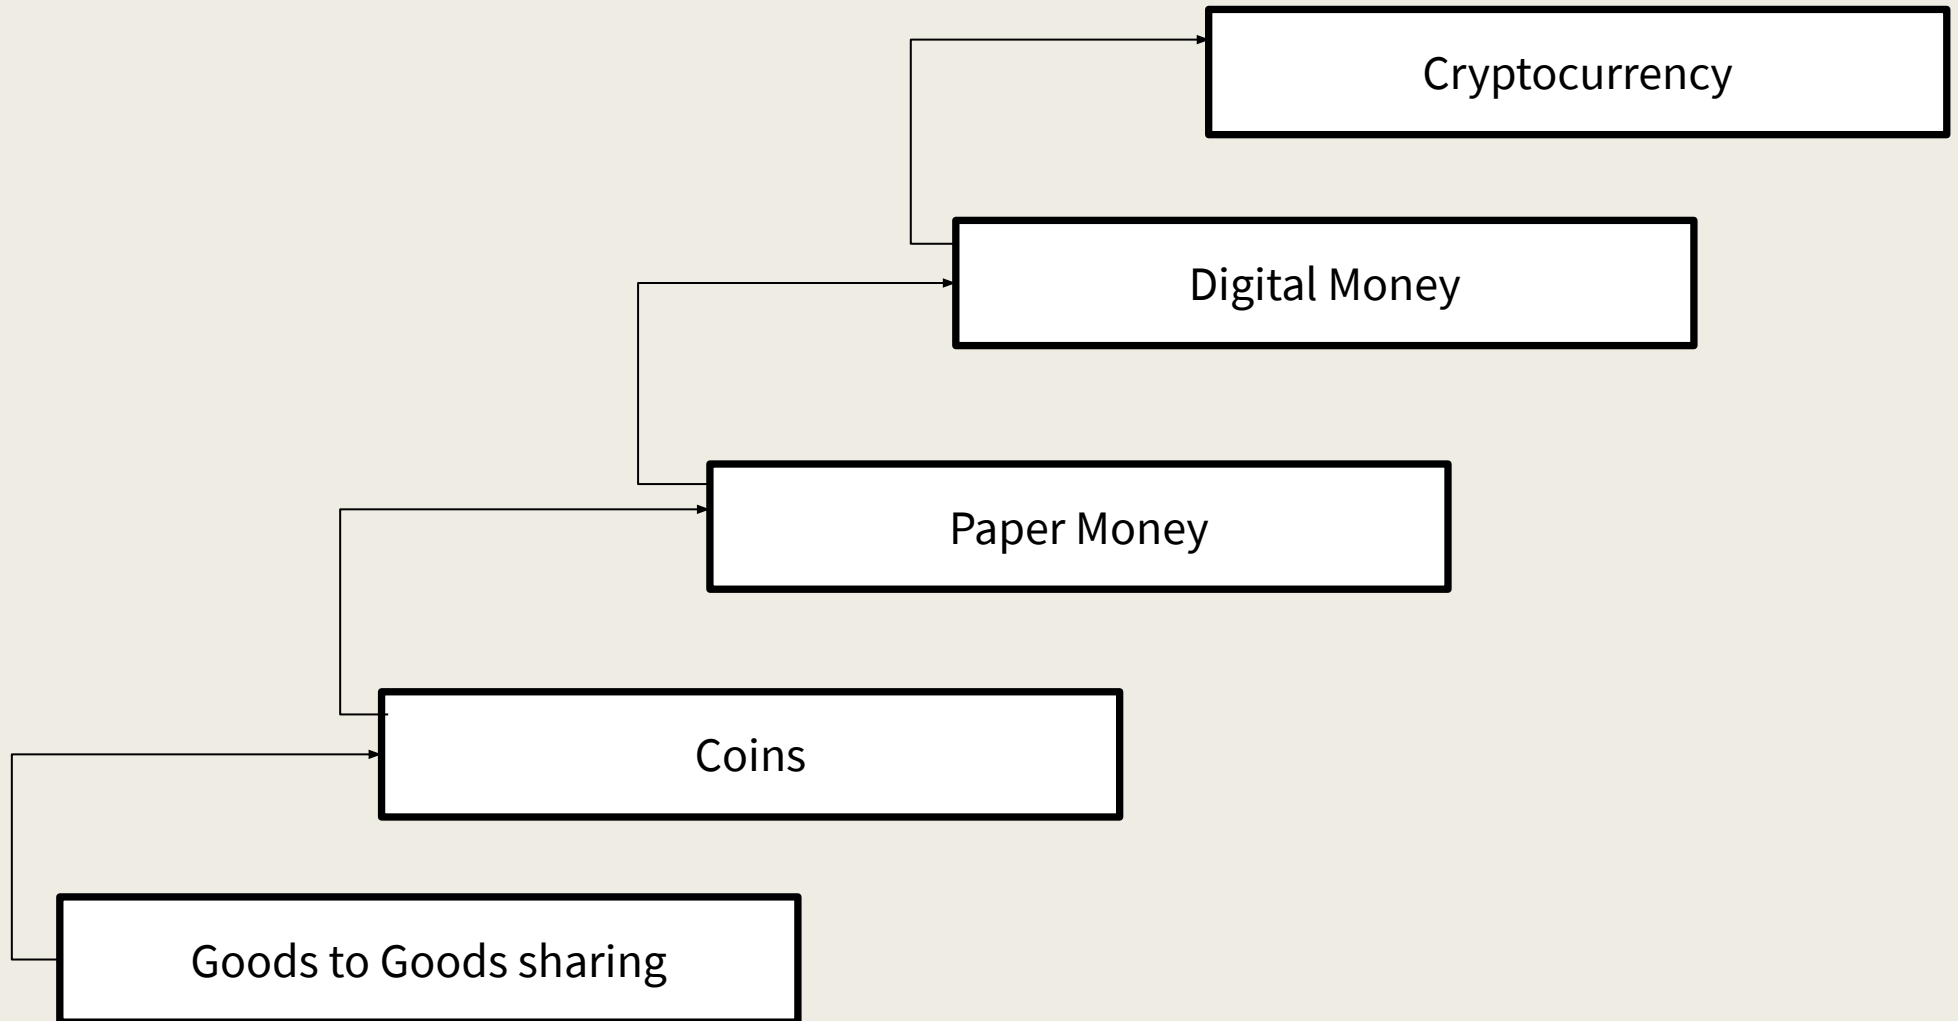 Cryptocurrency
Digital Money
Paper Money
Coins
Goods to Goods sharing